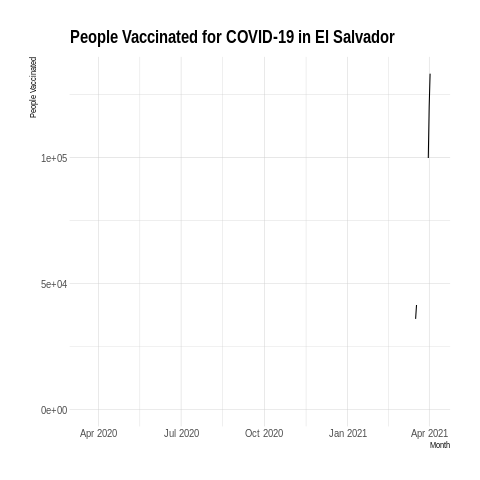 People Vaccinated for COVID-19 in El Salvador
People Vaccinated
1e+05
5e+04
0e+00
Apr 2020 Jul 2020 Oct 2020 Jan 2021 Apr 2021
Month